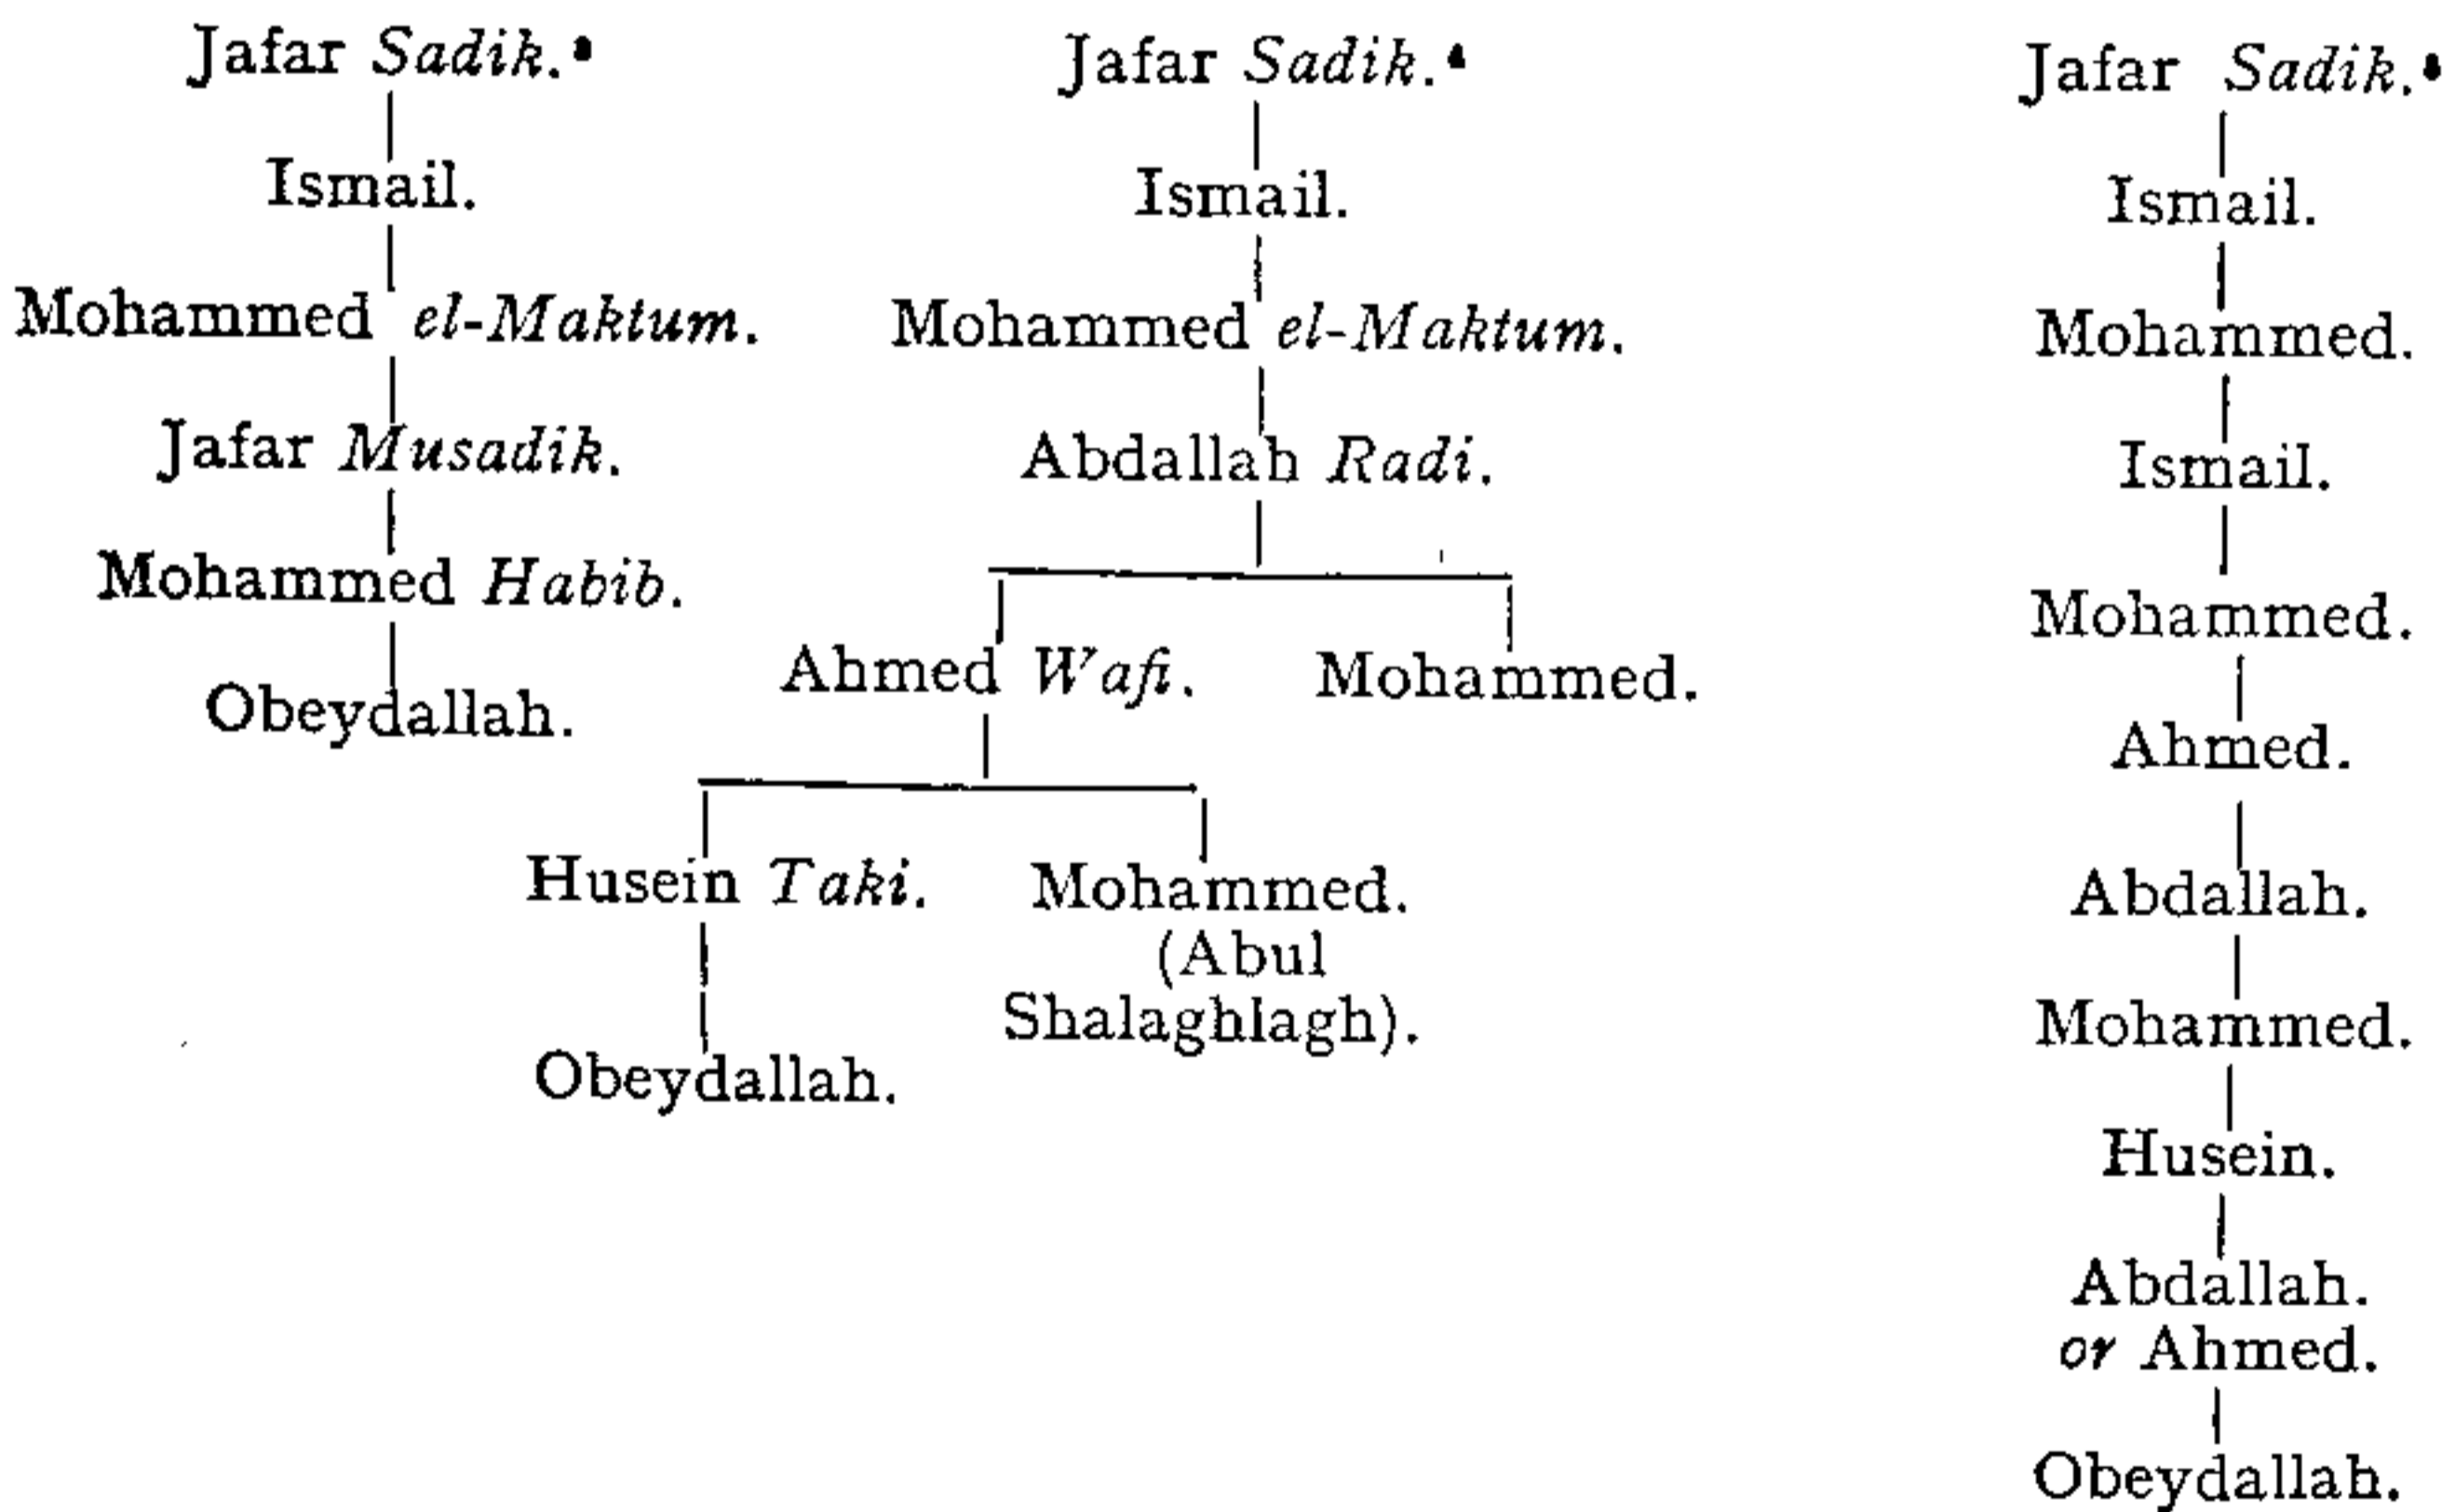 Jafar Sadik.
Ismail.
Mohammed el-Maktum.
Jafar Musadik.
Mohammed Habib.
Obeydallah.
Jafar Sadik.
Ismail.
Mohammed el-Maktum.
Abdallah Radi.
Ahmed Wafi. Mohammed.
Husein Taki. Mohammed.
(Abul
Shalaghlagh).
Obeydallah.
Jafar Sadik.
Ismail.
Mohammed.
Ismail.
Mohammed.
Ahmed.
Abdallah.
Mohammed.
Husein.
Abdallah.
or Ahmed.
Obeydallah.